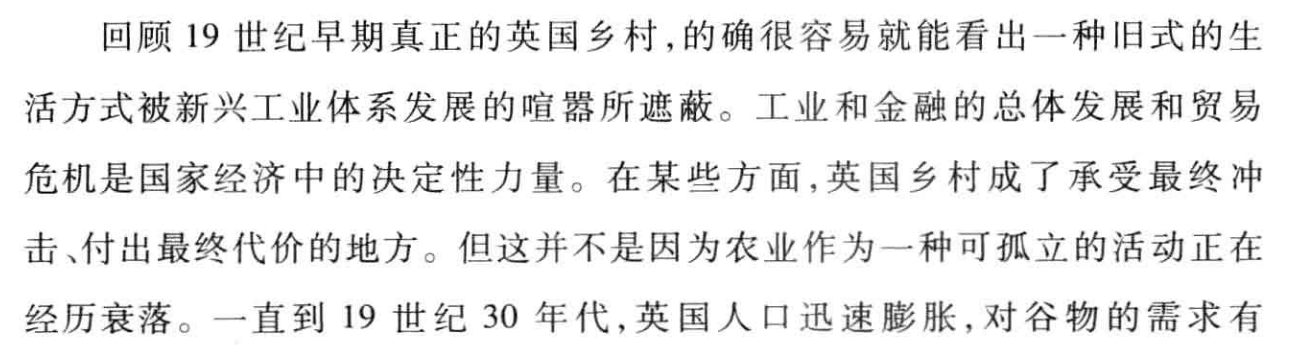 回顾 19 世纪早期真正的英国乡村,的确很容易就能看出一种旧式的生
活方式被新兴工业体系发展的喧嚣所遮蔽。工业和金融的总体发展和贸易
危机是国家经济中的决定性力量。在某些方面,英国乡村成了承受最终冲
击、付出最终代价的地方。但这并不是因为农业作为一种可孤立的活动正在
经历衰落。一直到 19 世纪 30 年代,英国人口迅速膨胀,对谷物的需求有